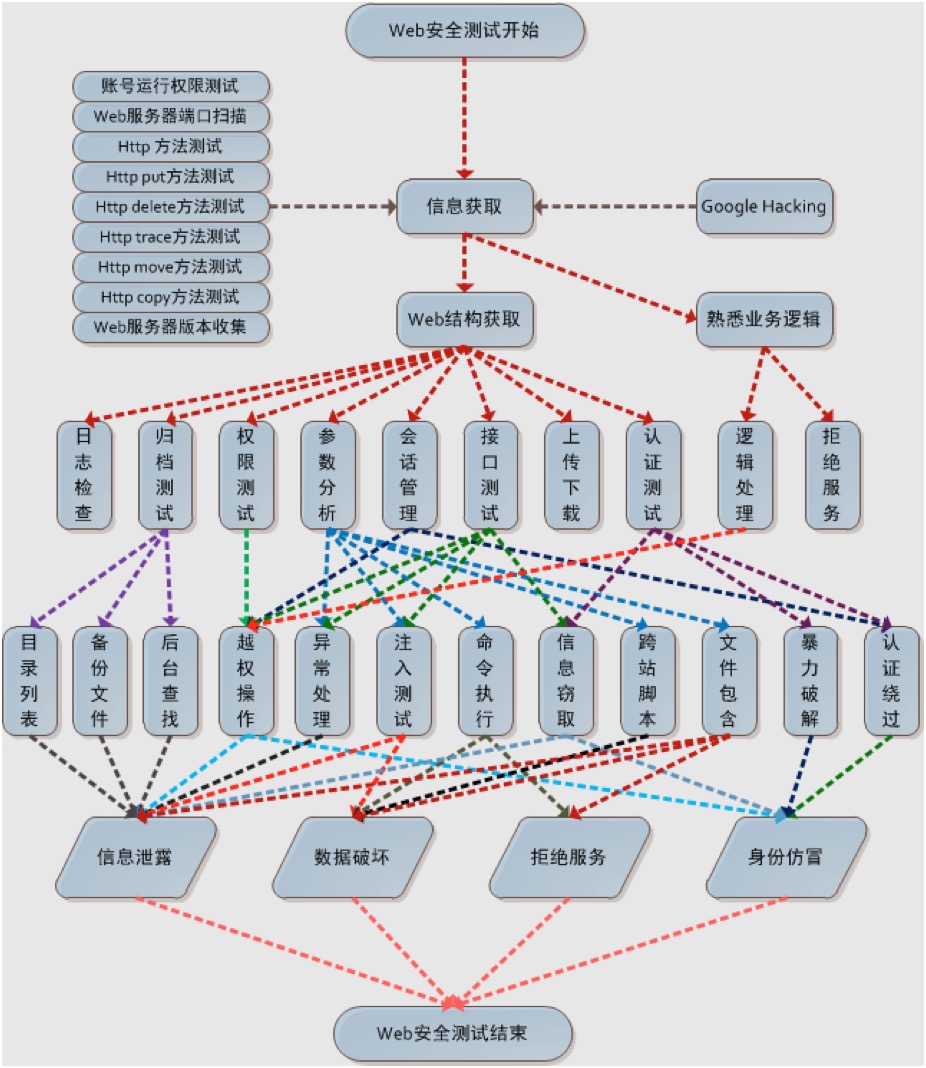 Web安全测试开始
账号运行权限测试
Web服务器端口扫描
Http 方法测试
Http put方法测试
Http delete方法测试
Http trace方法测试
Http move方法测试
Http copy方法测试
Web服务器版本收集
信息获取
Google Hacking
Web结构获取
熟悉业务逻辑
日志检查
归档测试
权限测试
参数分析
会话管理
接口测试
上传下载
认证测试
逻辑处理
拒绝服务
目录列表
备份文件
后台查找
越权操作
异常处理
注入测试
命令执行
信息窃取
跨站脚本
文件包含
暴力破解
认证绕过
信息泄露
数据破坏
拒绝服务
身份仿冒
Web安全测试结束